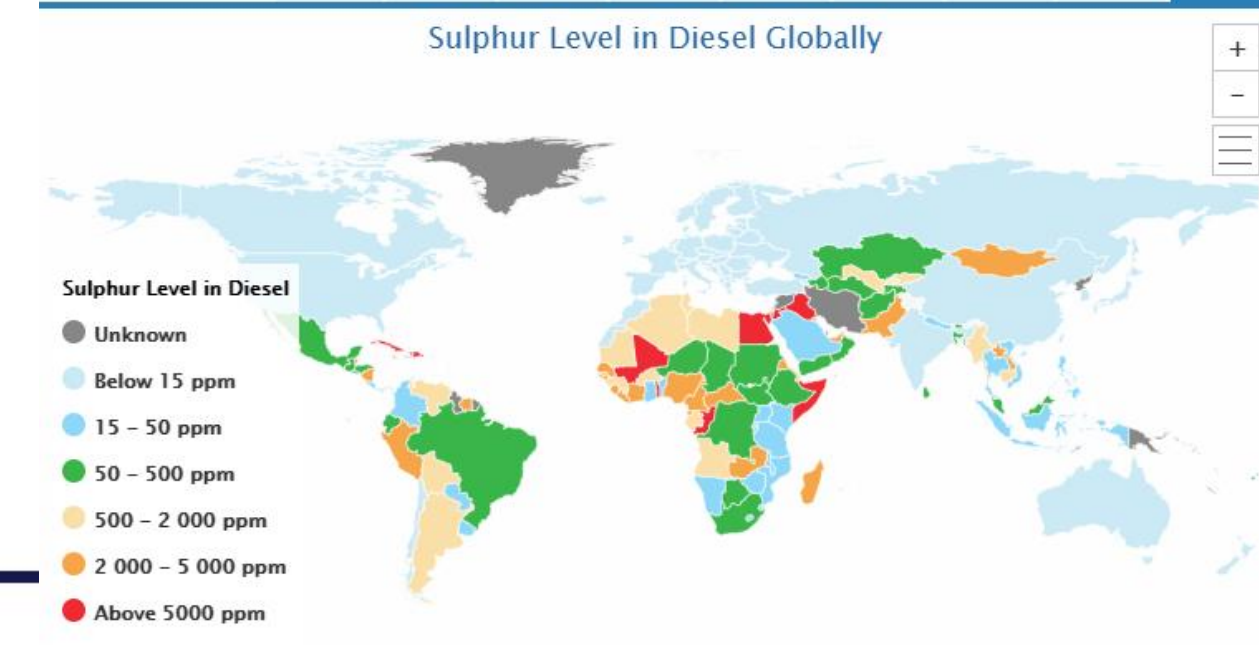 Sulphur Level in Diesel Globally
+
-
Sulphur Level in Diesel
Unknown
Below 15 ppm
15 - 50 ppm
50 - 500 ppm
500 - 2 000 ppm
2 000 - 5 000 ppm
Above 5000 ppm